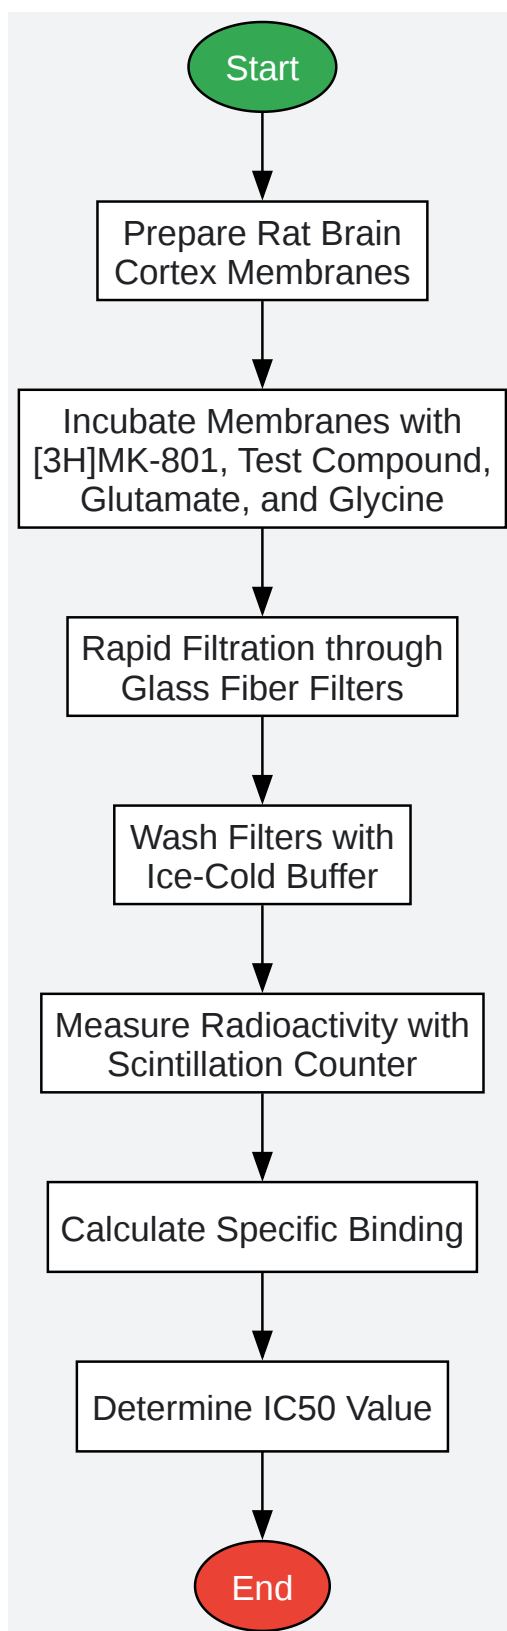 Start
Prepare Rat Brain
Cortex Membranes
Incubate Membranes with
[3H]MK-801, Test Compound,
Glutamate, and Glycine
Rapid Filtration through
Glass Fiber Filters
Wash Filters with
Ice-Cold Buffer
Measure Radioactivity with
Scintillation Counter
Calculate Specific Binding
Determine IC50 Value
End